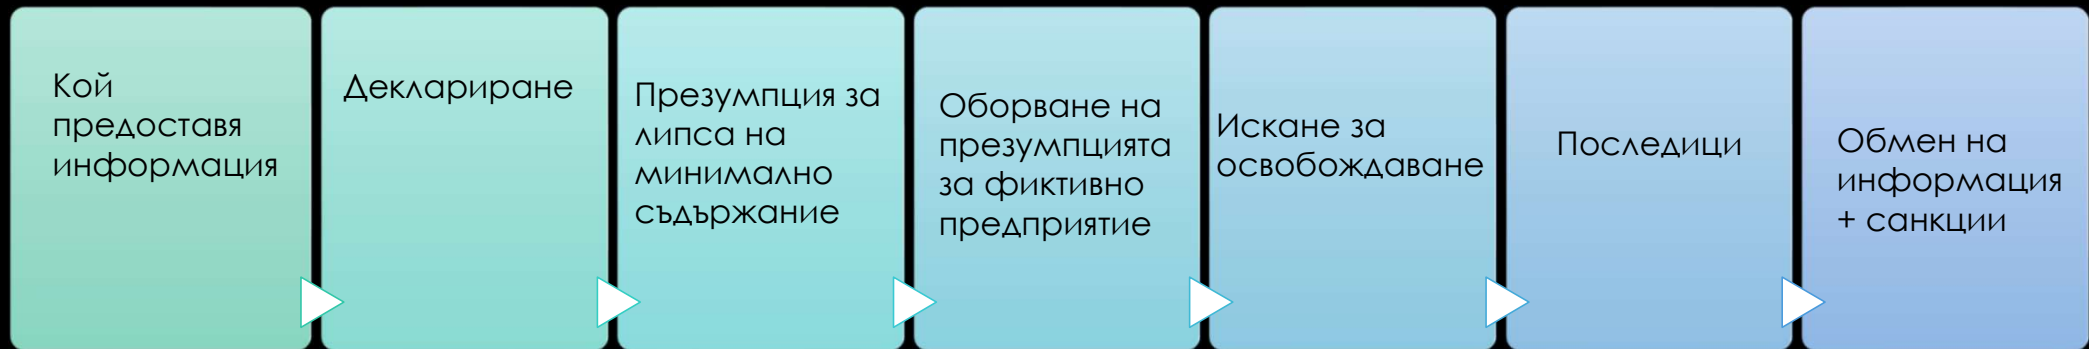 Кой
предоставя
информация
Деклариране
Презумпция за
липса на
минимално
съдържание
Оборване на
презумпцията
за фиктивно
предприятие
Искане за
освобождаване
Последици
Обмен на
информация
+ санкции